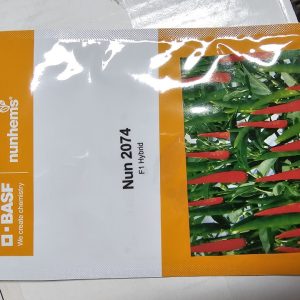 BASF
We create chemistry
nunhems®
Nun 2074
F1 Hybrid